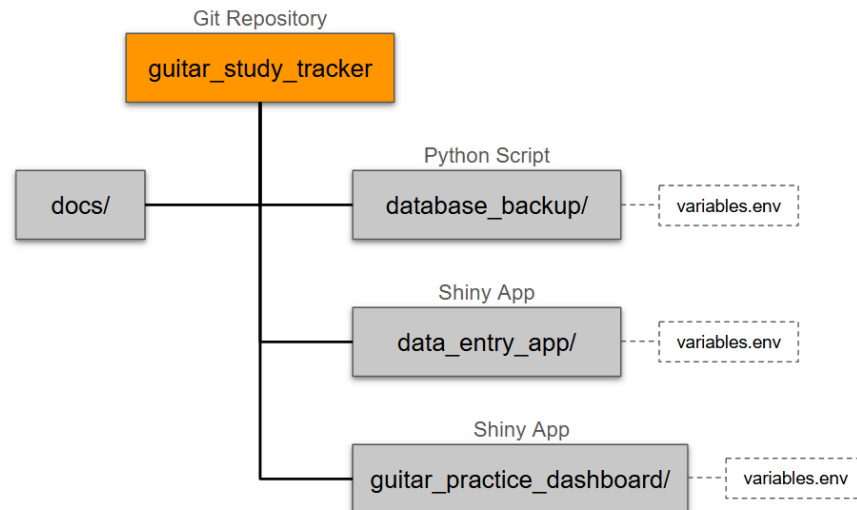 Git Repository
guitar_study_tracker
docs/
Python Script
database_backup/
variables.env
Shiny App
data_entry_app/
variables.env
Shiny App
guitar_practice_dashboard/
variables.env